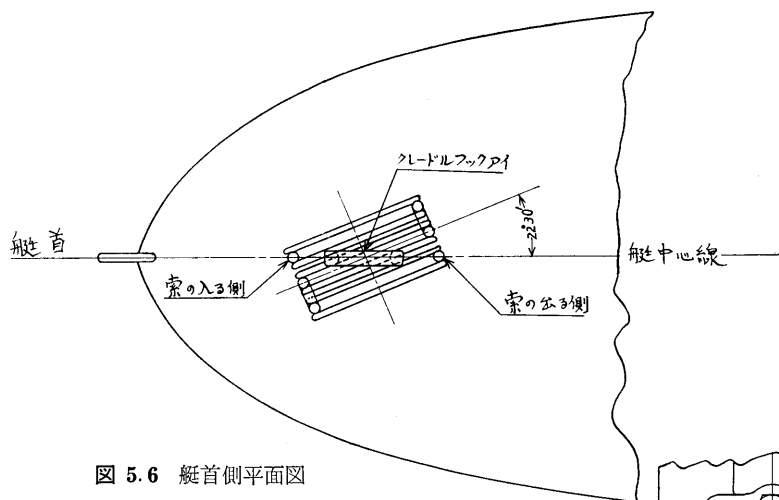 クレードルフックアイ
22°30′
艇首
艇中心線
索の入る側
索の出る側
図 5.6 艇首側平面図